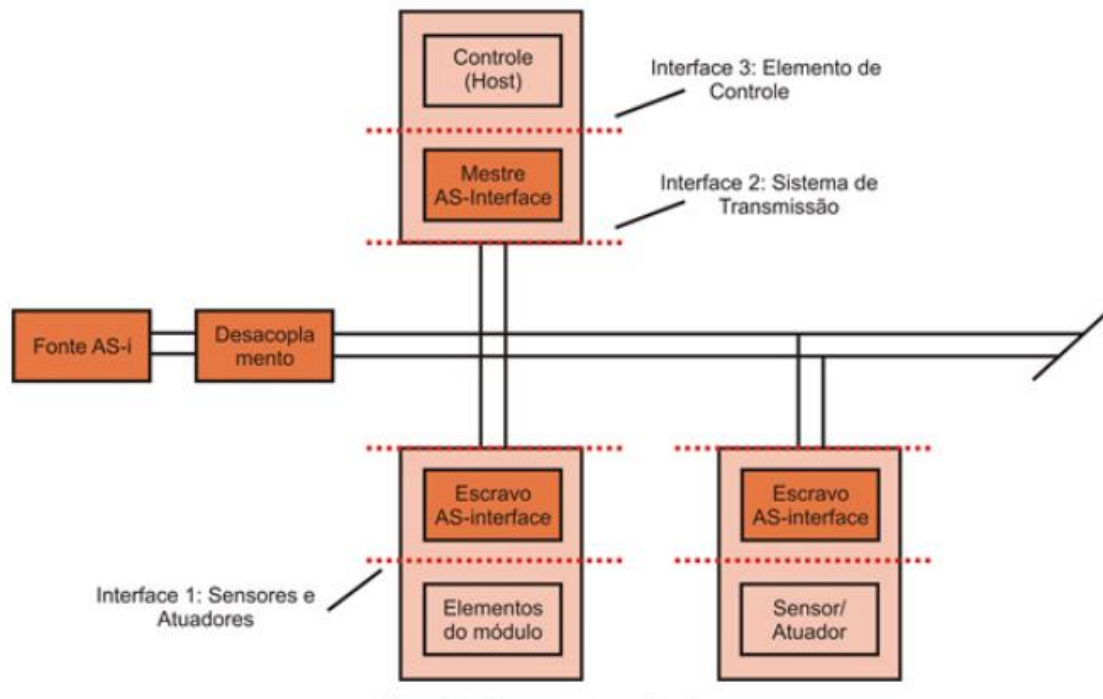 Controle
(Host)
Interface 3: Elemento de
Controle
Mestre
AS-Interface
Interface 2: Sistema de
Transmissão
Fonte AS-i
Desacopla
mento
Escravo
AS-interface
Escravo
AS-interface
Interface 1: Sensores e
Atuadores
Elementos
do módulo
Sensor/
Atuador